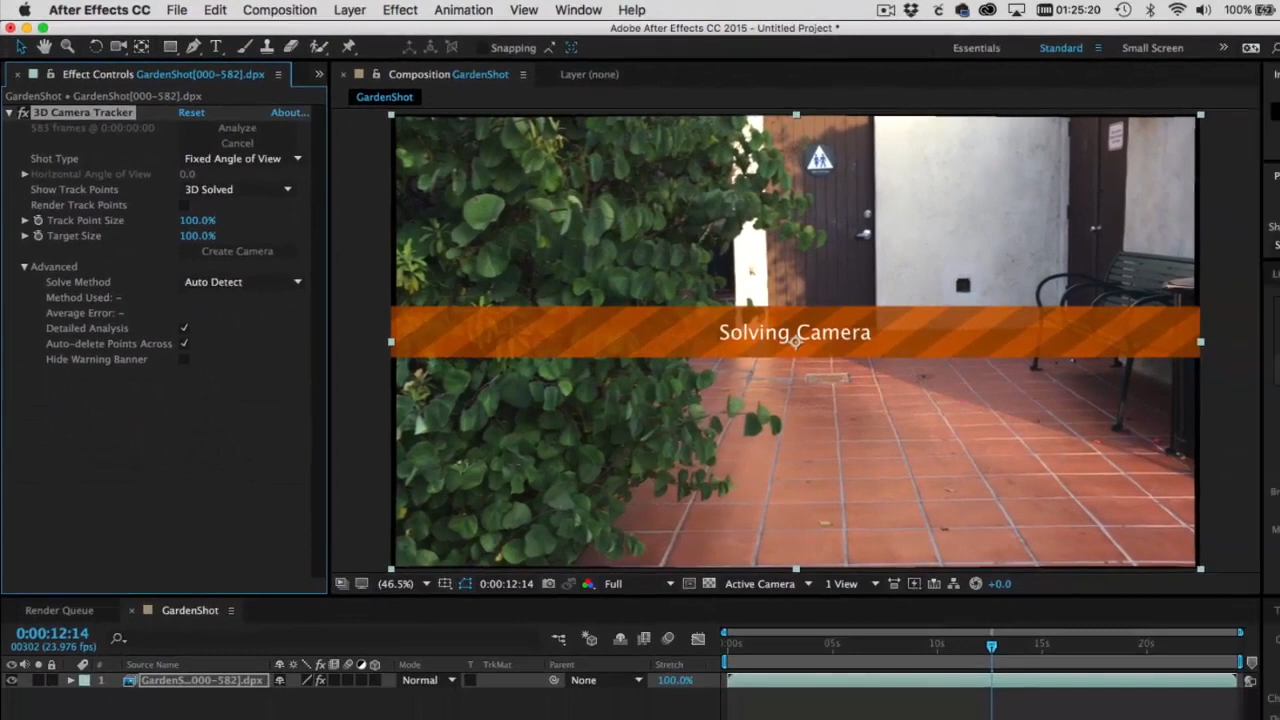 After Effects CC File Edit Composition Layer Effect Animation View Window Help 01:25:20 100%
Adobe After Effects CC 2015 - Untitled Project *
Snapping Essentials Standard Small Screen
Effect Controls GardenShot[000-582].dpx
Composition GardenShot Layer (none)
GardenShot • GardenShot[000-582].dpx
GardenShot
fx 3D Camera Tracker Reset About...
583 frames @ 0:00:00:00 Analyze
Cancel
Shot Type Fixed Angle of View
Horizontal Angle of View 0.0
Show Track Points 3D Solved
Render Track Points
Track Point Size 100.0%
Target Size 100.0%
Create Camera
Advanced
Solve Method Auto Detect
Method Used: -
Average Error: -
Detailed Analysis
Auto-delete Points Across
Hide Warning Banner
Solving Camera
(46.5%) 0:00:12:14 Full Active Camera 1 View +0.0
Render Queue GardenShot
0:00:12:14
00302 (23.976 fps)
:00s 05s 10s 15s 20s
# Source Name fx Mode T TrkMat Parent Stretch
1 [GardenS...000-582].dpx fx Normal None 100.0%